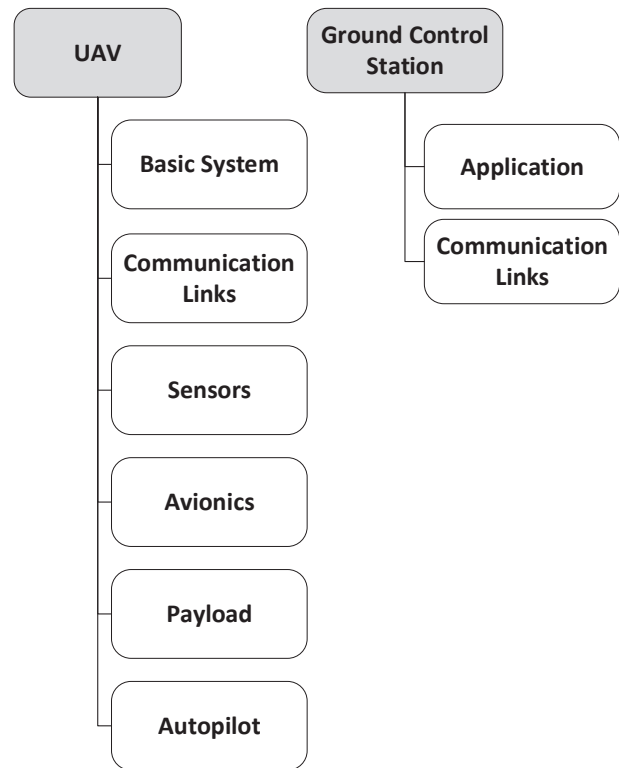 UAV
Basic System
Communication
Links
Sensors
Avionics
Payload
Autopilot
Ground Control
Station
Application
Communication
Links